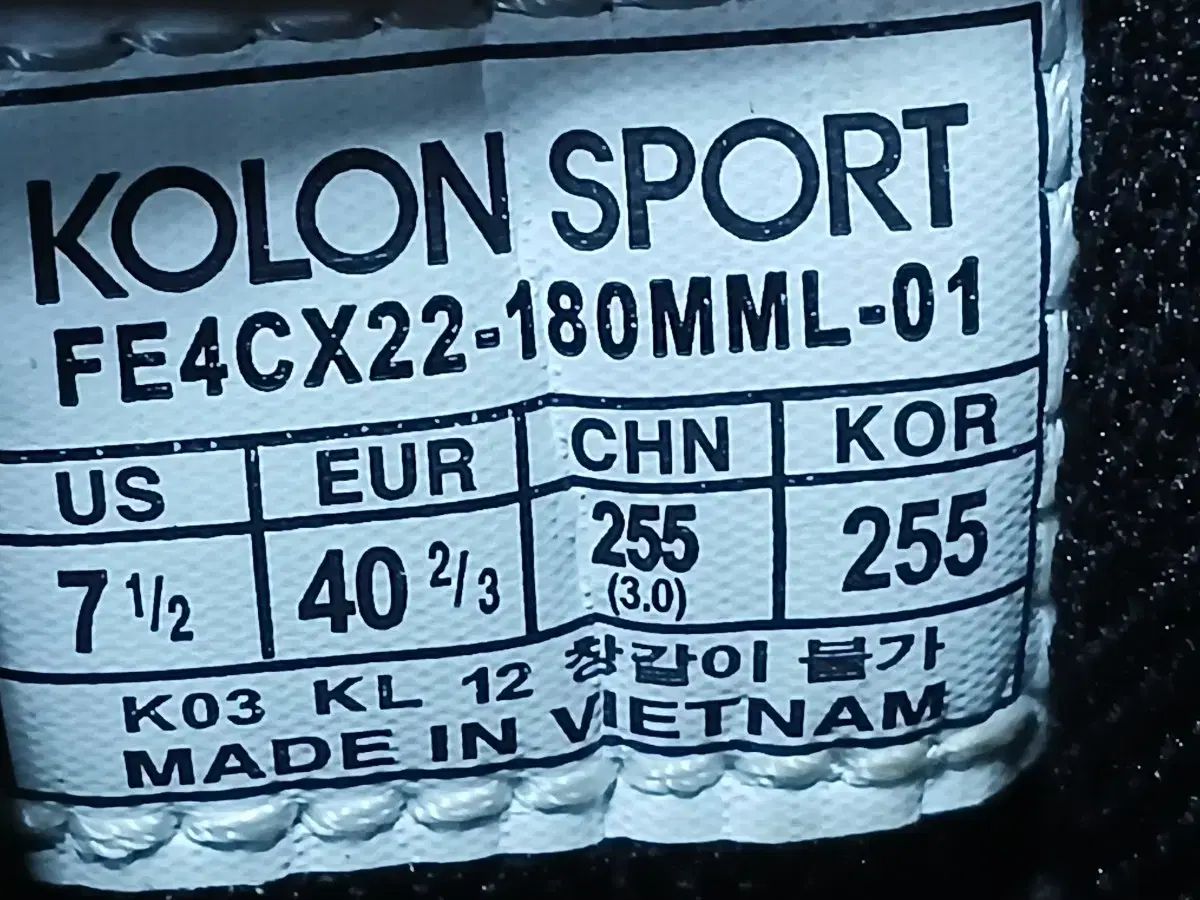 KOLON SPORT
FE4CX22-180MML-01
US EUR CHN KOR
7 1/2 40 2/3 255 (3.0) 255
K03 KL 12 창갈이 불가
MADE IN VIETNAM